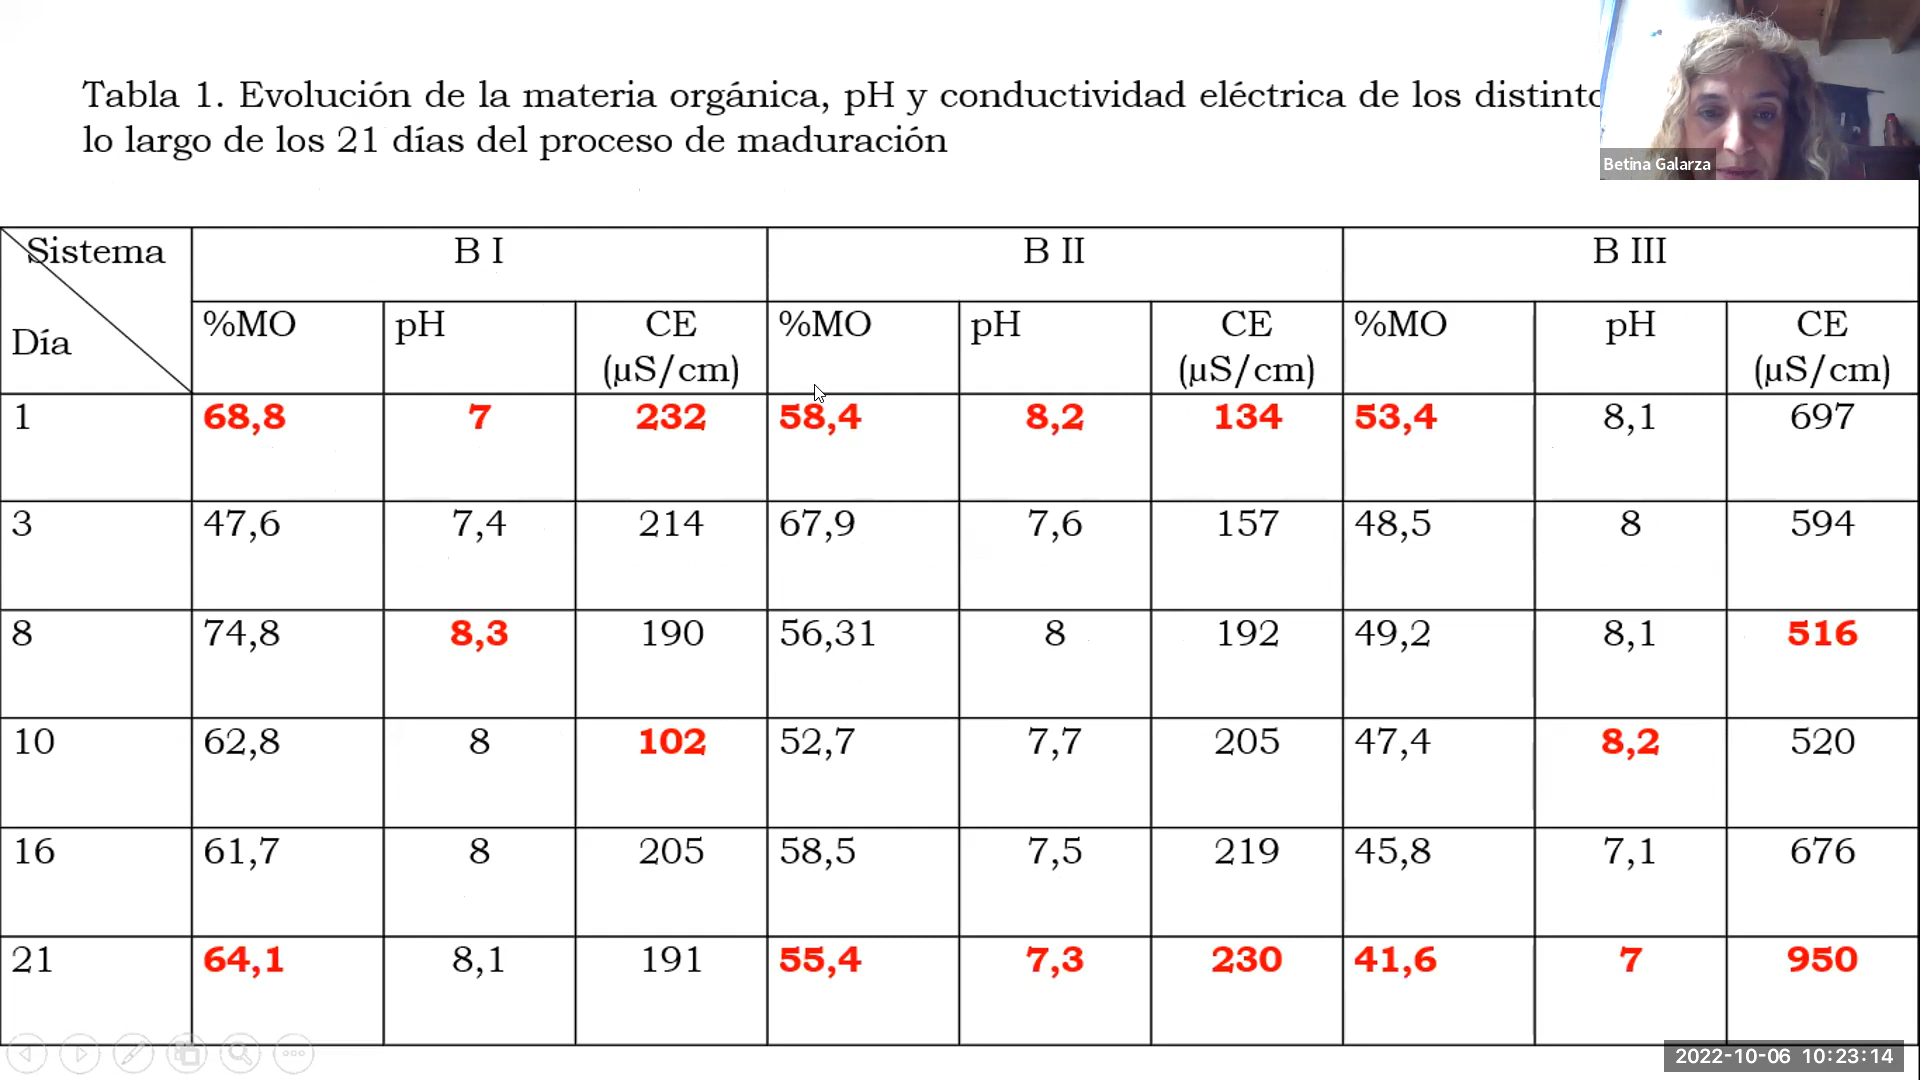 Tabla 1. Evolución de la materia orgánica, pH y conductividad eléctrica de los
lo largo de los 21 días del proceso de maduración
Betina Galarza
Sistema B I B II B III
Día %MO pH CE (µS/cm) %MO pH CE (µS/cm) %MO pH CE (µS/cm)
1 68,8 7 232 58,4 8,2 134 53,4 8,1 697
3 47,6 7,4 214 67,9 7,6 157 48,5 8 594
8 74,8 8,3 190 56,31 8 192 49,2 8,1 516
10 62,8 8 102 52,7 7,7 205 47,4 8,2 520
16 61,7 8 205 58,5 7,5 219 45,8 7,1 676
21 64,1 8,1 191 55,4 7,3 230 41,6 7 950
2022-10-06 10:23:14